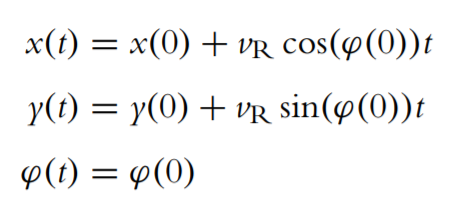 x(t) = x(0) + v_R cos(φ(0))t
y(t) = y(0) + v_R sin(φ(0))t
φ(t) = φ(0)